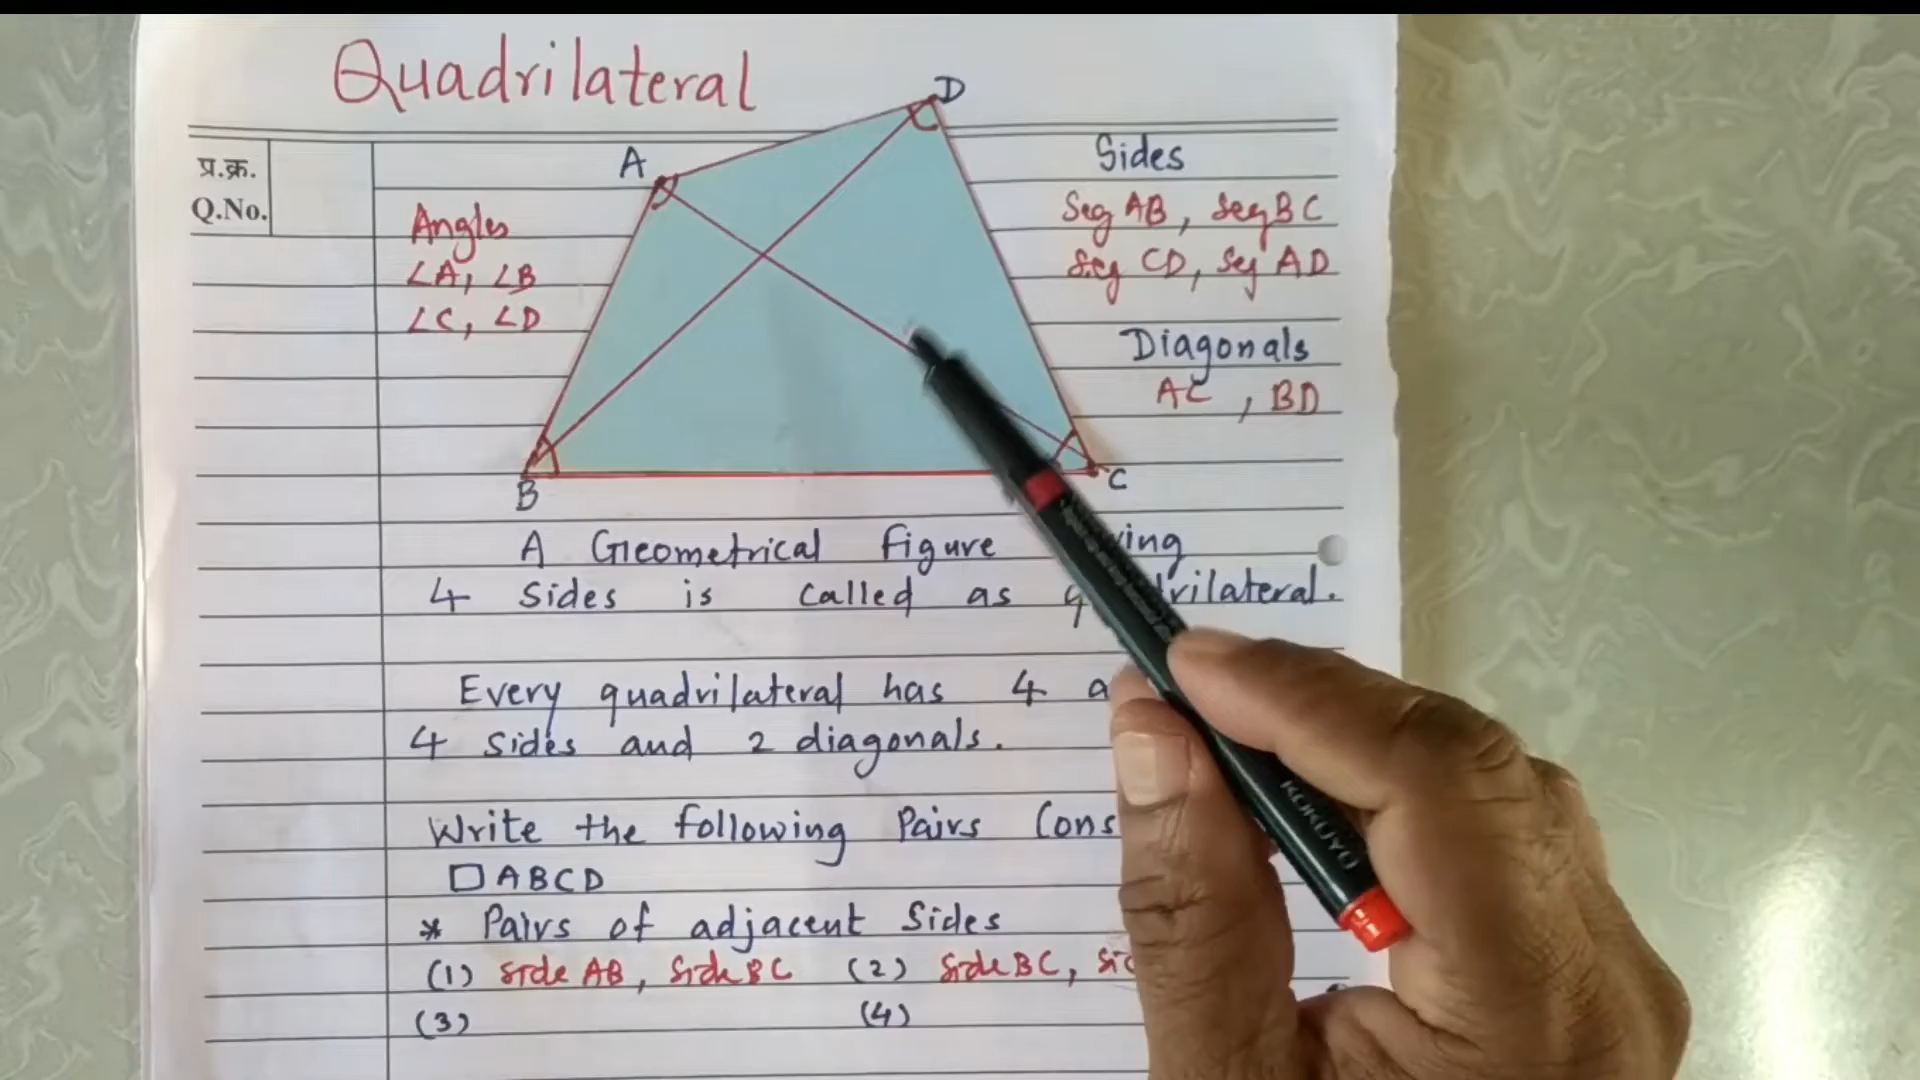 Quadrilateral
प्र.क्र.
Q.No.
A
D
B
C
Angles
∠A, ∠B
∠C, ∠D
Sides
Seg AB, seg BC
seg CD, seg AD
Diagonals
AC, BD
A Geometrical figure
4 Sides is called as
Every quadrilateral has 4
4 sides and 2 diagonals.
Write the following Pairs
□ABCD
* Pairs of adjacent Sides
(1) side AB, side BC (2) side BC,
(3) (4)
KOKUYO